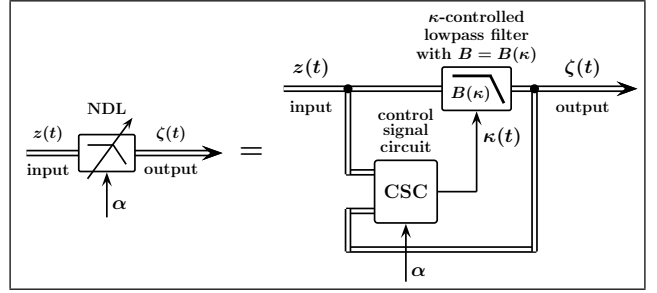 NDL
z(t)
ζ(t)
input
output
α
=
κ-controlled
lowpass filter
with B = B(κ)
z(t)
ζ(t)
input
B(κ)
output
control
signal
circuit
κ(t)
CSC
α